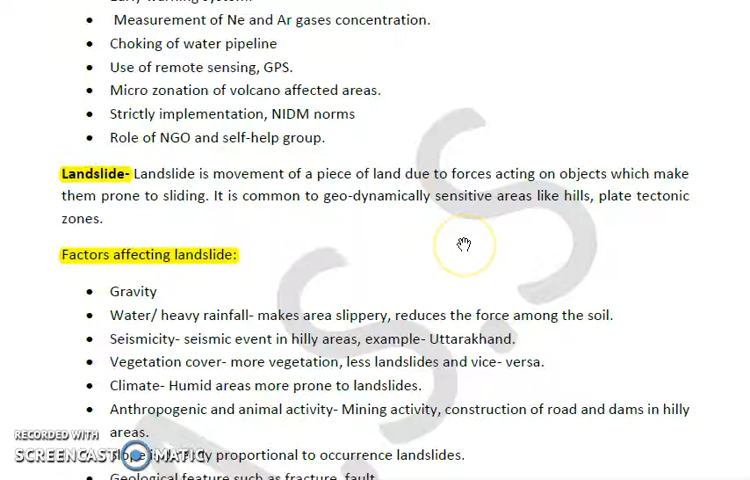 Measurement of Ne and Ar gases concentration.
Choking of water pipeline
Use of remote sensing, GPS.
Micro zonation of volcano affected areas.
Strictly implementation, NIDM norms
Role of NGO and self-help group.
Landslide- Landslide is movement of a piece of land due to forces acting on objects which make
them prone to sliding. It is common to geo-dynamically sensitive areas like hills, plate tectonic
zones.
Factors affecting landslide:
Gravity
Water/ heavy rainfall- makes area slippery, reduces the force among the soil.
Seismicity- seismic event in hilly areas, example- Uttarakhand.
Vegetation cover- more vegetation, less landslides and vice- versa.
Climate- Humid areas more prone to landslides.
Anthropogenic and animal activity- Mining activity, construction of road and dams in hilly
areas.
proportional to occurrence landslides.
Geological feature such as fracture, fault
RECORDED WITH
SCREENCAST MATIC
S.S